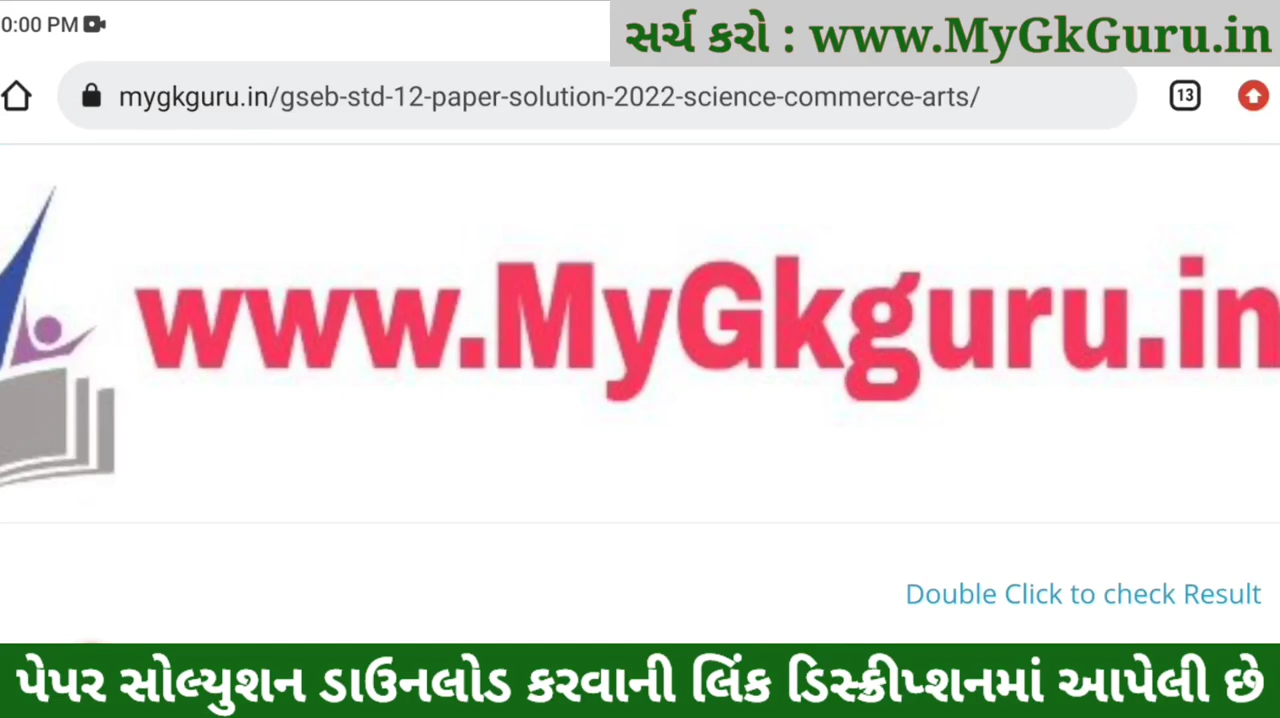 0:00 PM
સર્ચ કરો : www.MyGkGuru.in
mygkguru.in/gseb-std-12-paper-solution-2022-science-commerce-arts/
13
www.MyGkguru.in
Double Click to check Result
પેપર સોલ્યુશન ડાઉનલોડ કરવાની લિંક ડિસ્ક્રીપ્શનમાં આપેલી છે